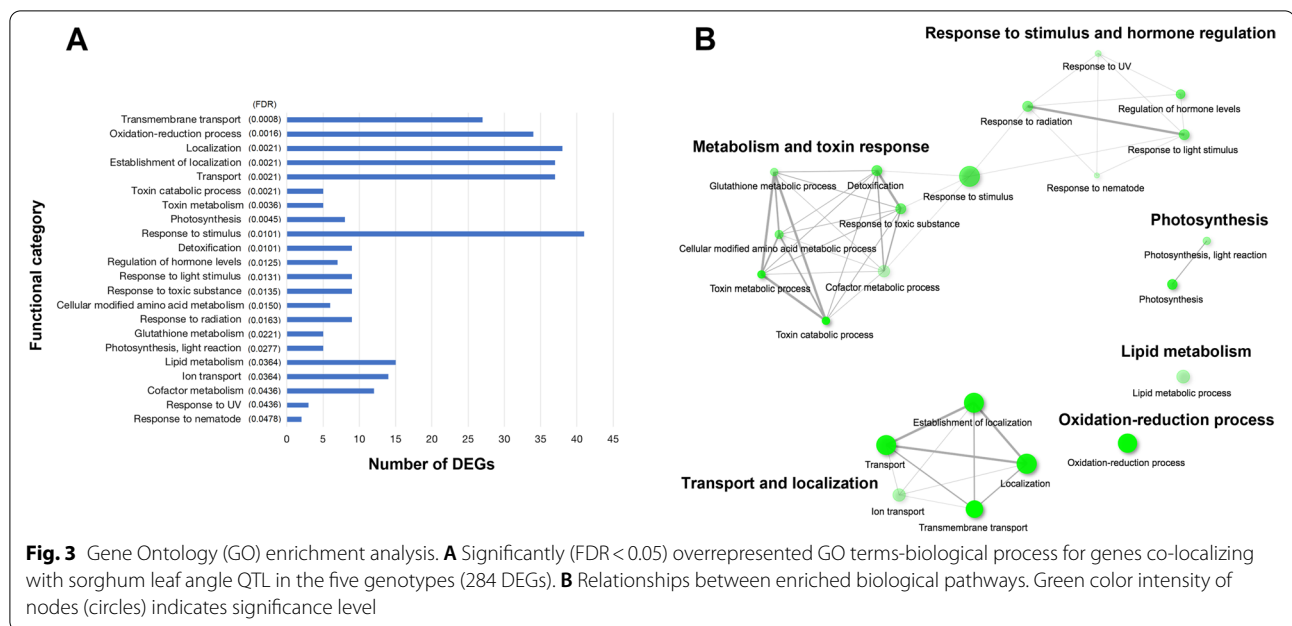 A
(FDR)
Transmembrane transport (0.0008)
Oxidation-reduction process (0.0016)
Localization (0.0021)
Establishment of localization (0.0021)
Transport (0.0021)
Toxin catabolic process (0.0021)
Toxin metabolism (0.0036)
Photosynthesis (0.0045)
Response to stimulus (0.0101)
Detoxification (0.0101)
Regulation of hormone levels (0.0125)
Response to light stimulus (0.0131)
Response to toxic substance (0.0135)
Cellular modified amino acid metabolism (0.0150)
Response to radiation (0.0163)
Glutathione metabolism (0.0221)
Photosynthesis, light reaction (0.0277)
Lipid metabolism (0.0364)
Ion transport (0.0364)
Cofactor metabolism (0.0436)
Response to UV (0.0436)
Response to nematode (0.0478)
Functional category
0 5 10 15 20 25 30 35 40 45
Number of DEGs
B
Response to stimulus and hormone regulation
Response to UV
Regulation of hormone levels
Response to radiation
Response to light stimulus
Response to nematode
Metabolism and toxin response
Glutathione metabolic process
Detoxification
Response to stimulus
Response to toxic substance
Cellular modified amino acid metabolic process
Toxin metabolic process
Cofactor metabolic process
Toxin catabolic process
Photosynthesis
Photosynthesis, light reaction
Photosynthesis
Lipid metabolism
Lipid metabolic process
Oxidation-reduction process
Oxidation-reduction process
Establishment of localization
Transport
Localization
Transport and localization
Ion transport
Transmembrane transport
Fig. 3 Gene Ontology (GO) enrichment analysis. A Significantly (FDR < 0.05) overrepresented GO terms-biological process for genes co-localizing
with sorghum leaf angle QTL in the five genotypes (284 DEGs). B Relationships between enriched biological pathways. Green color intensity of
nodes (circles) indicates significance level